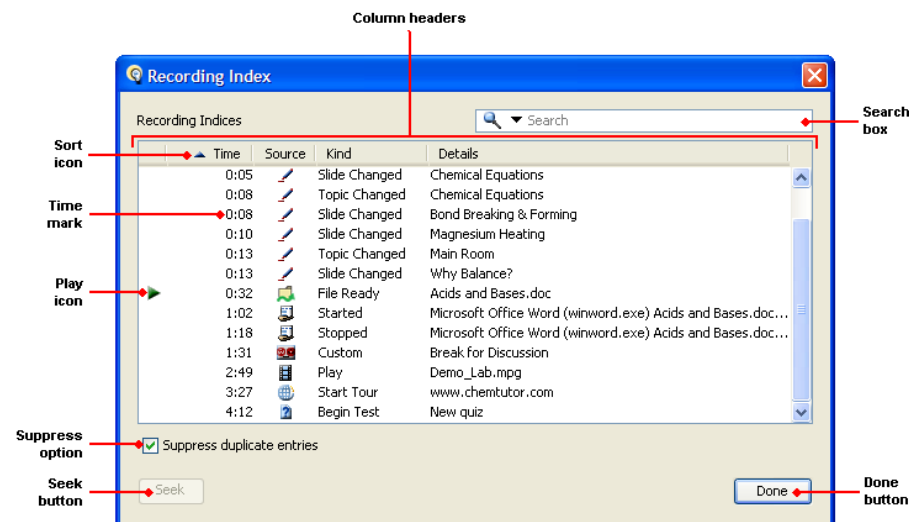 Column headers
Recording Index
Recording Indices
Search
Search
box
Sort
icon
Time Source Kind Details
0:05 Slide Changed Chemical Equations
0:08 Topic Changed Chemical Equations
Time
mark
0:08 Slide Changed Bond Breaking & Forming
0:10 Slide Changed Magnesium Heating
0:13 Topic Changed Main Room
0:13 Slide Changed Why Balance?
Play
icon
0:32 File Ready Acids and Bases.doc
1:02 Started Microsoft Office Word (winword.exe) Acids and Bases.doc...
1:18 Stopped Microsoft Office Word (winword.exe) Acids and Bases.doc...
1:31 Custom Break for Discussion
2:49 Play Demo_Lab.mpg
3:27 Start Tour www.chemtutor.com
4:12 Begin Test New quiz
Suppress
option
Suppress duplicate entries
Seek
button
Seek
Done
Done
button